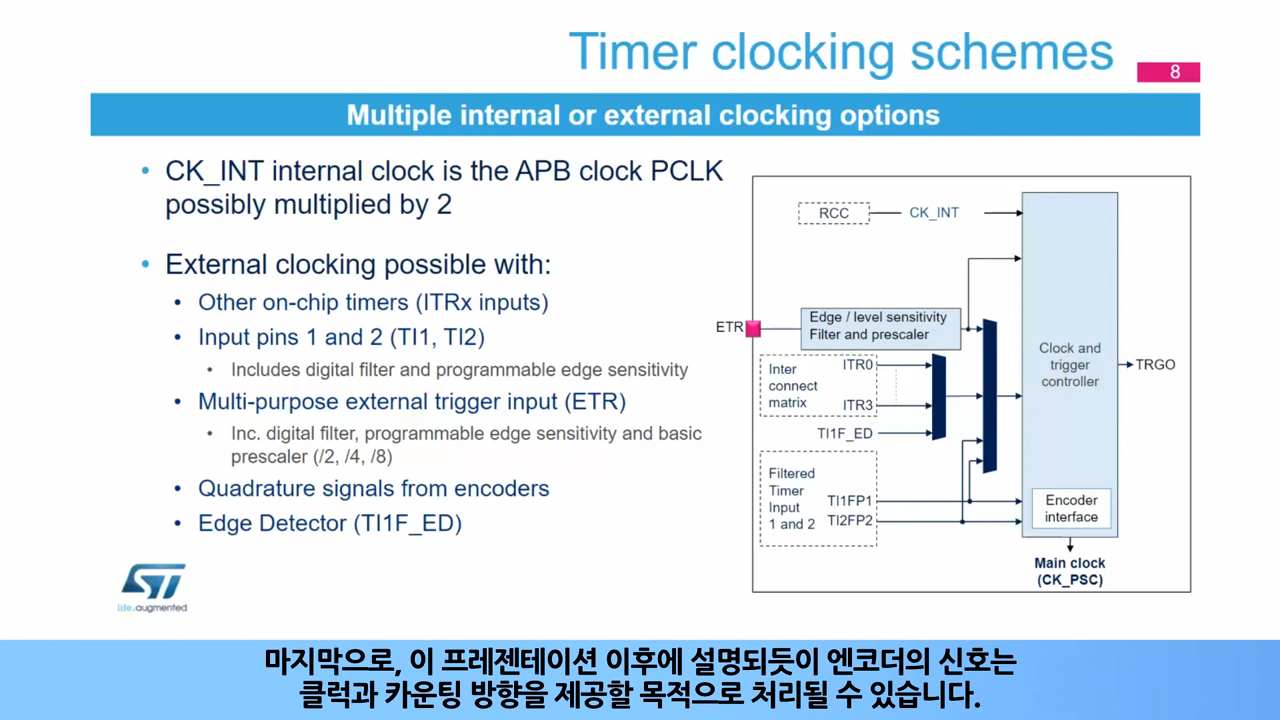 Timer clocking schemes
8
Multiple internal or external clocking options
• CK_INT internal clock is the APB clock PCLK
possibly multiplied by 2
• External clocking possible with:
• Other on-chip timers (ITRx inputs)
• Input pins 1 and 2 (TI1, TI2)
• Includes digital filter and programmable edge sensitivity
• Multi-purpose external trigger input (ETR)
• Inc. digital filter, programmable edge sensitivity and basic
prescaler (/2, /4, /8)
• Quadrature signals from encoders
• Edge Detector (TI1F_ED)
RCC
CK_INT
ETR
Edge / level sensitivity
Filter and prescaler
Inter
connect
matrix
ITR0
ITR3
TI1F_ED
Filtered
Timer
Input
1 and 2
TI1FP1
TI2FP2
Clock and
trigger
controller
TRGO
Encoder
interface
Main clock
(CK_PSC)
ST
life.augmented
마지막으로, 이 프레젠테이션 이후에 설명되듯이 엔코더의 신호는
클럭과 카운팅 방향을 제공할 목적으로 처리될 수 있습니다.